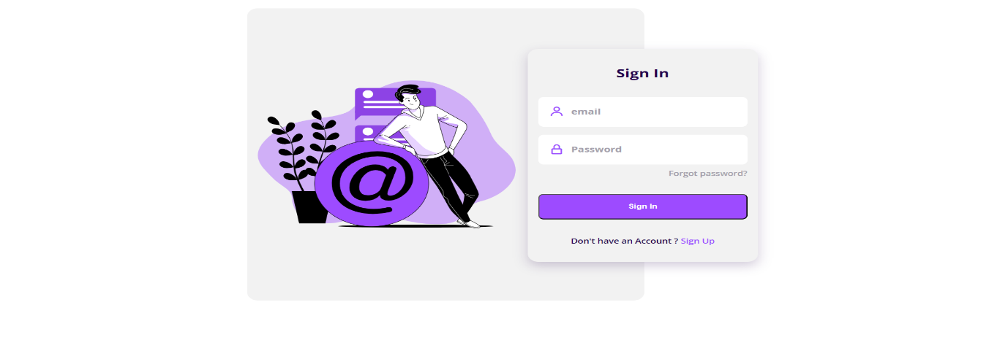 Sign In
email
Password
Forgot password?
Sign In
Don't have an Account ? Sign Up
@